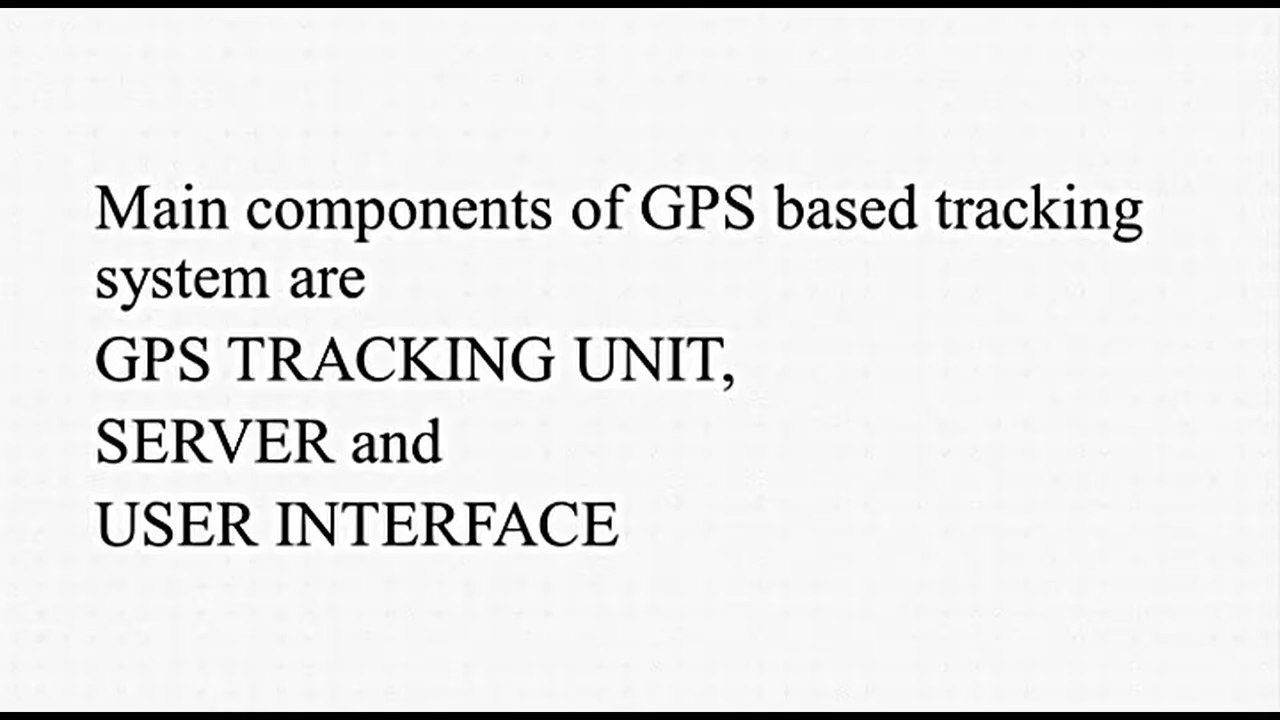 Main components of GPS based tracking
system are
GPS TRACKING UNIT,
SERVER and
USER INTERFACE